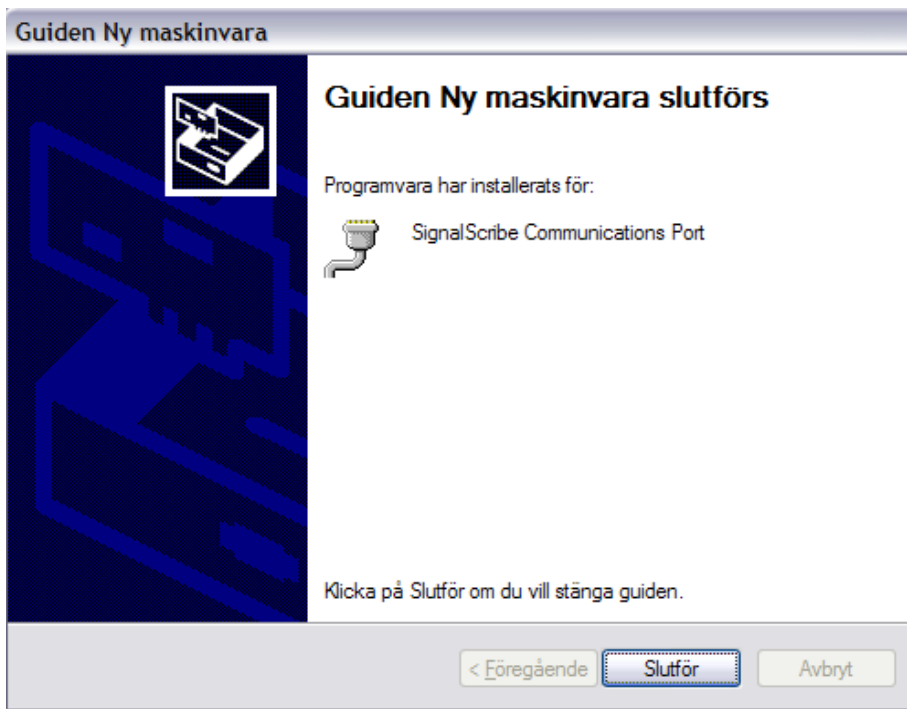 Guiden Ny maskinvara
Guiden Ny maskinvara slutförs
Programvara har installerats för:
SignalScribe Communications Port
Klicka på Slutför om du vill stänga guiden.
< Föregående
Slutför
Avbryt